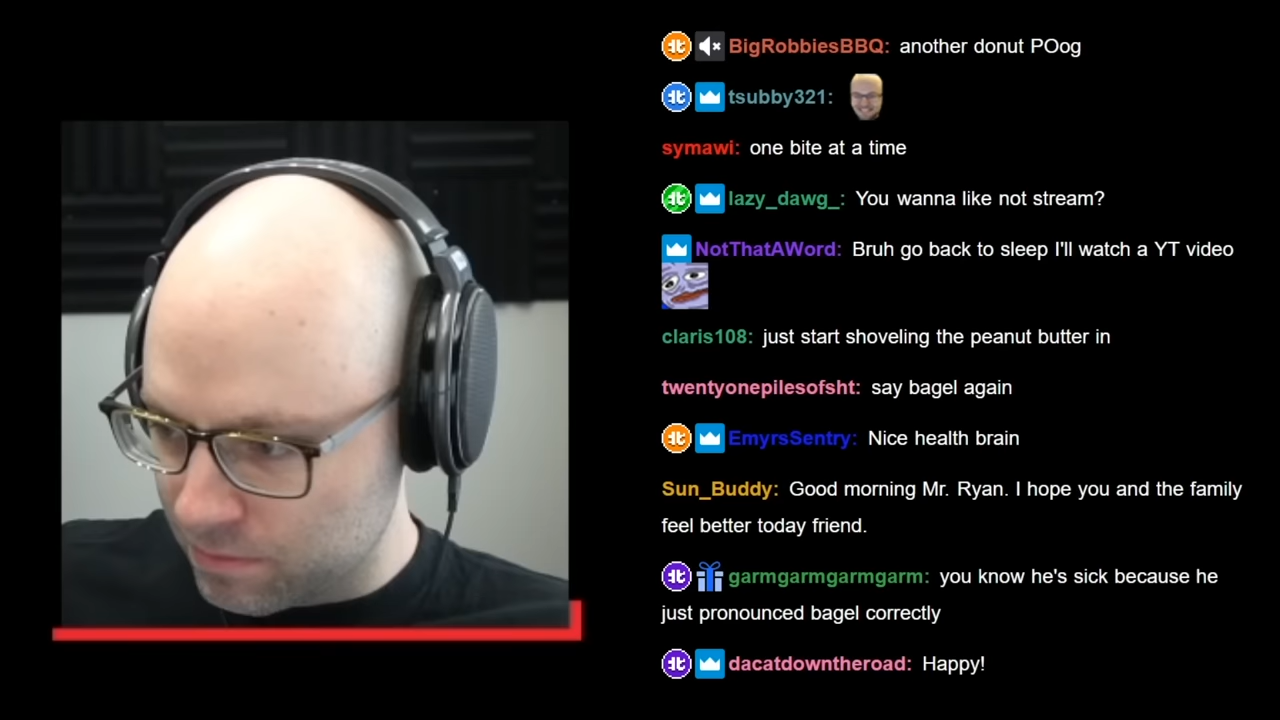 BigRobbiesBBQ: another donut POog
tsubby321:
symawi: one bite at a time
lazy_dawg_: You wanna like not stream?
NotThatAWord: Bruh go back to sleep I'll watch a YT video
claris108: just start shoveling the peanut butter in
twentyonepilesofsht: say bagel again
EmyrsSentry: Nice health brain
Sun_Buddy: Good morning Mr. Ryan. I hope you and the family
feel better today friend.
garmgarmgarmgarm: you know he's sick because he
just pronounced bagel correctly
dacatdowntheroad: Happy!